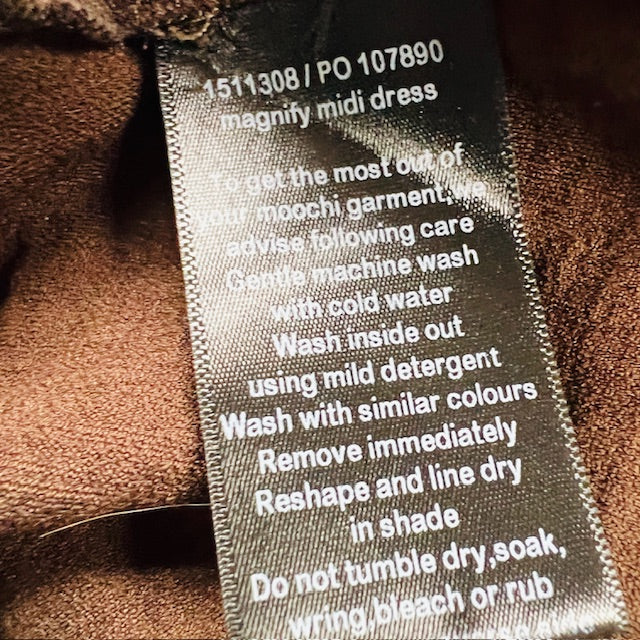 1511308 / PO 107890
magnify midi dress
To get the most out of
your moochi garment, we
advise following care
Gentle machine wash
with cold water
Wash inside out
using mild detergent
Wash with similar colours
Remove immediately
Reshape and line dry
in shade
Do not tumble dry,soak,
wring,bleach or rub